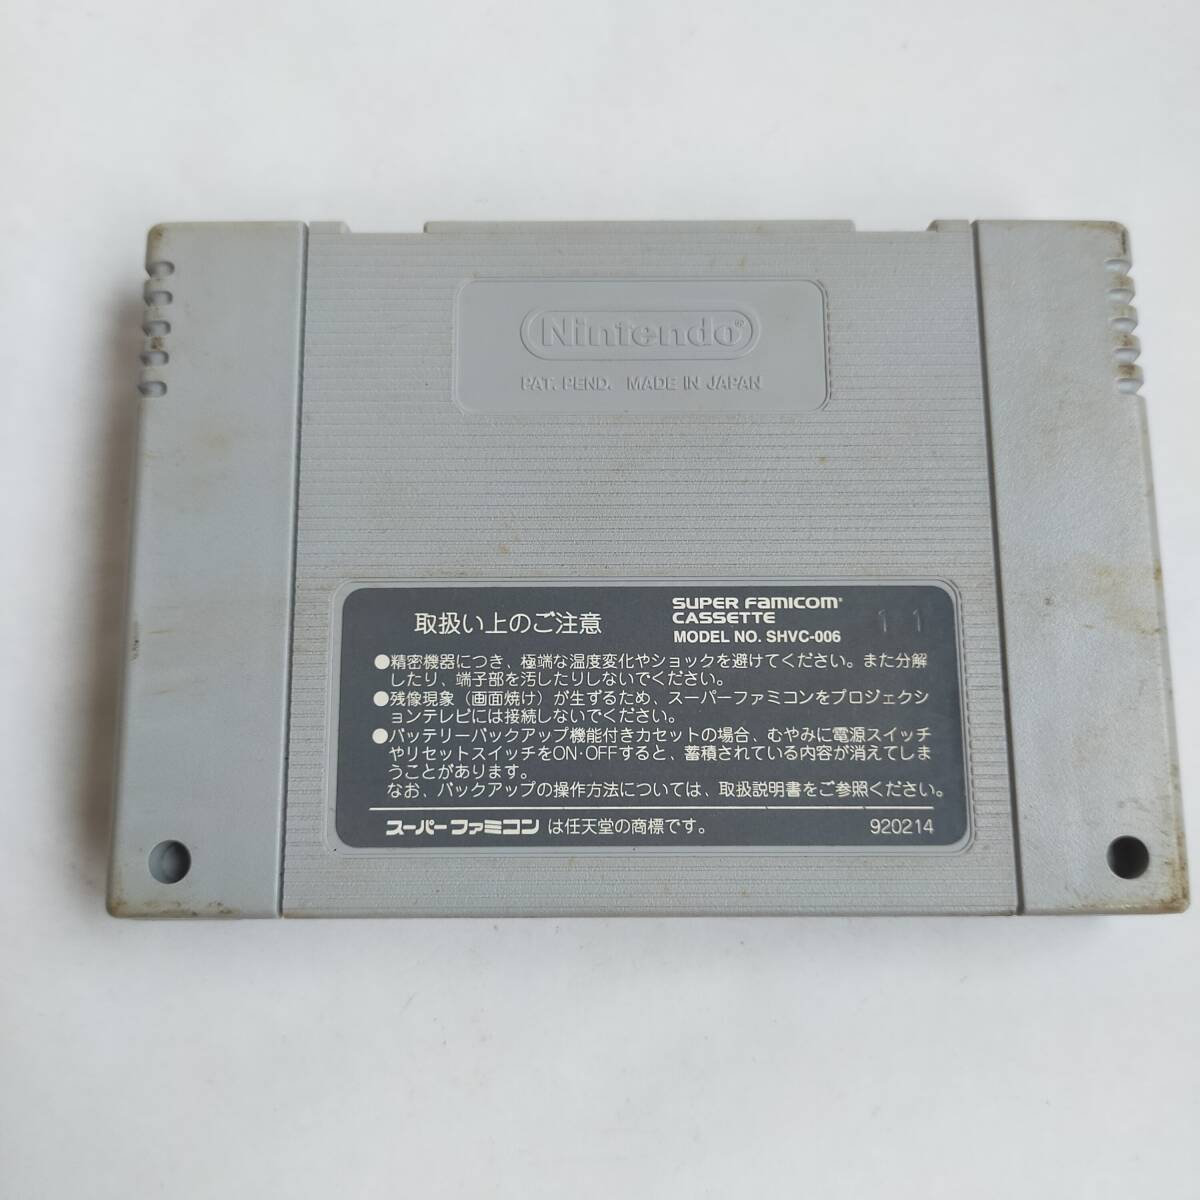 Nintendo®
PAT. PEND. MADE IN JAPAN
取扱い上のご注意
SUPER FAMICOM®
CASSETTE
MODEL NO. SHVC-006
11
●精密機器につき、極端な温度変化やショックを避けてください。また分解
したり、端子部を汚したりしないでください。
●残像現象（画面焼け）が生ずるため、スーパーファミコンをプロジェクシ
ョンテレビには接続しないでください。
●バッテリーバックアップ機能付きカセットの場合、むやみに電源スイッチ
やリセットスイッチをON·OFFすると、蓄積されている内容が消えてしま
うことがあります。
なお、バックアップの操作方法については、取扱説明書をご参照ください。
スーパーファミコン は任天堂の商標です。
920214